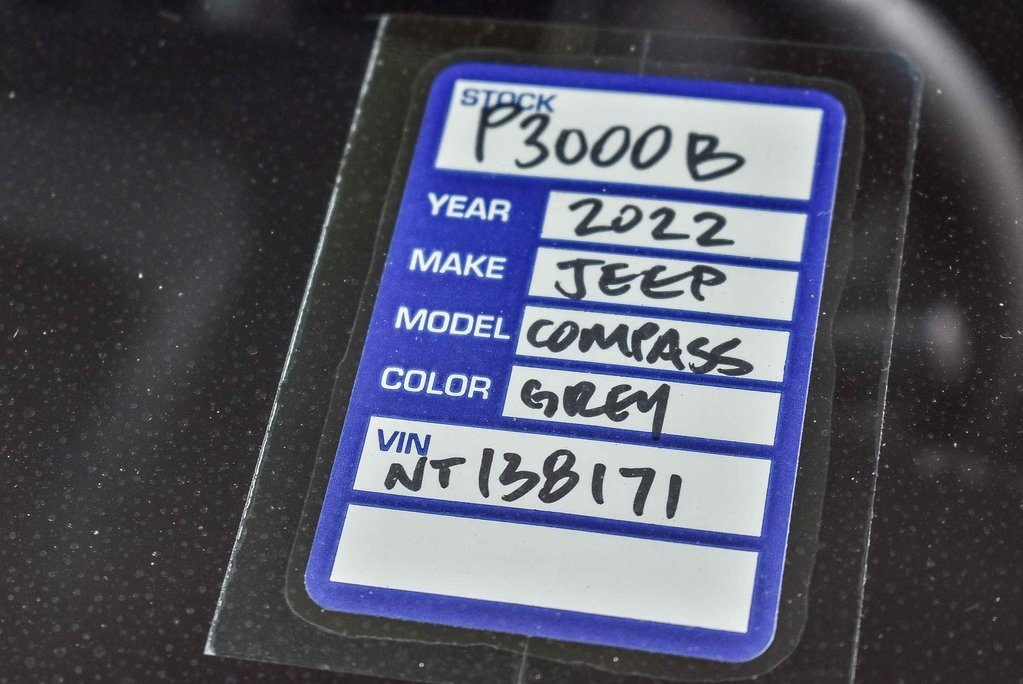 STOCK
P3000B
YEAR 2022
MAKE JEEP
MODEL COMPASS
COLOR GREY
VIN
NT138171